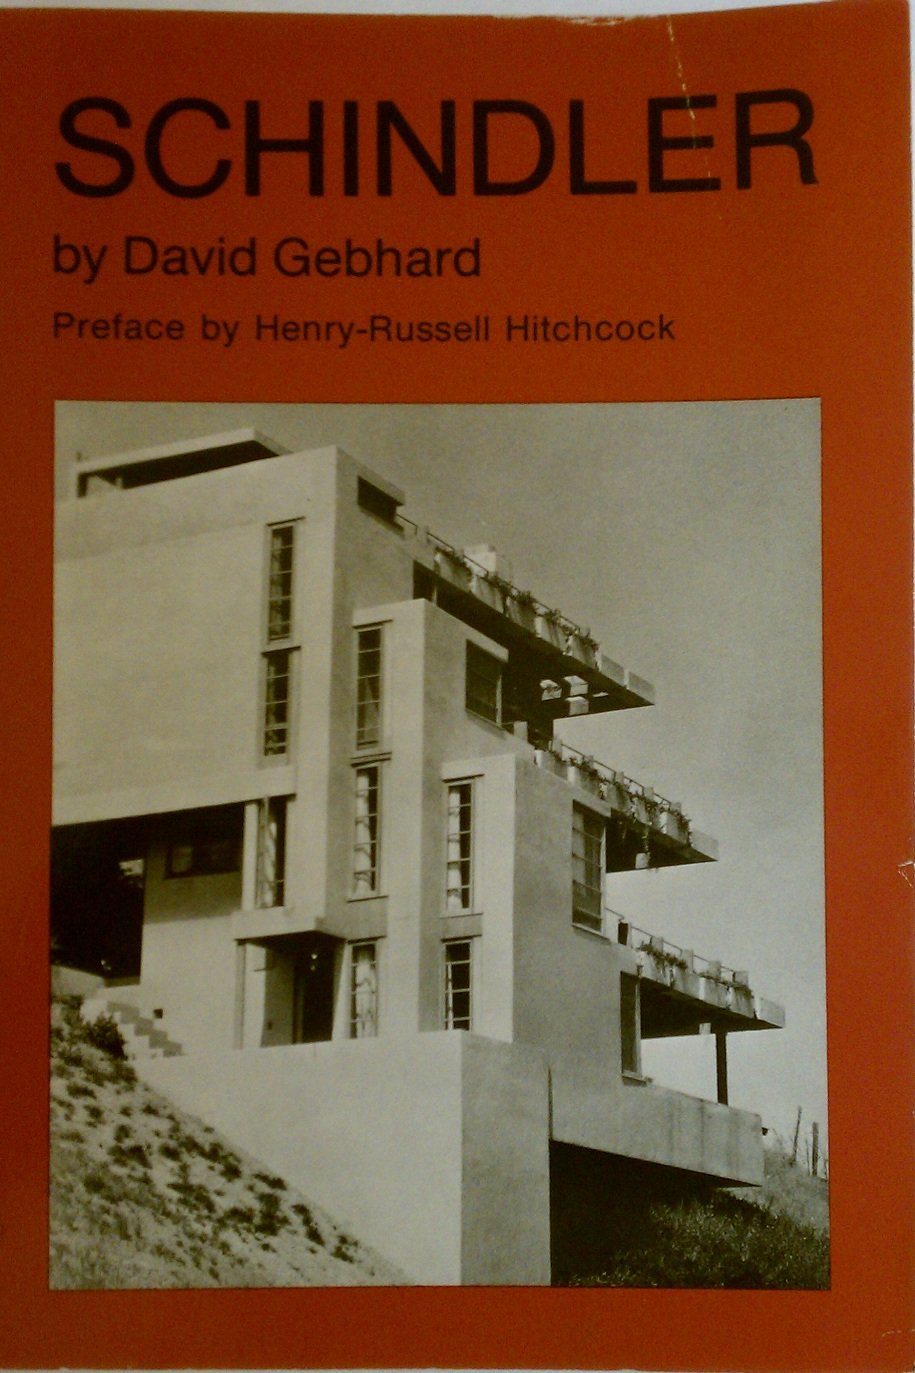 SCHINDLER
by David Gebhard
Preface by Henry-Russell Hitchcock